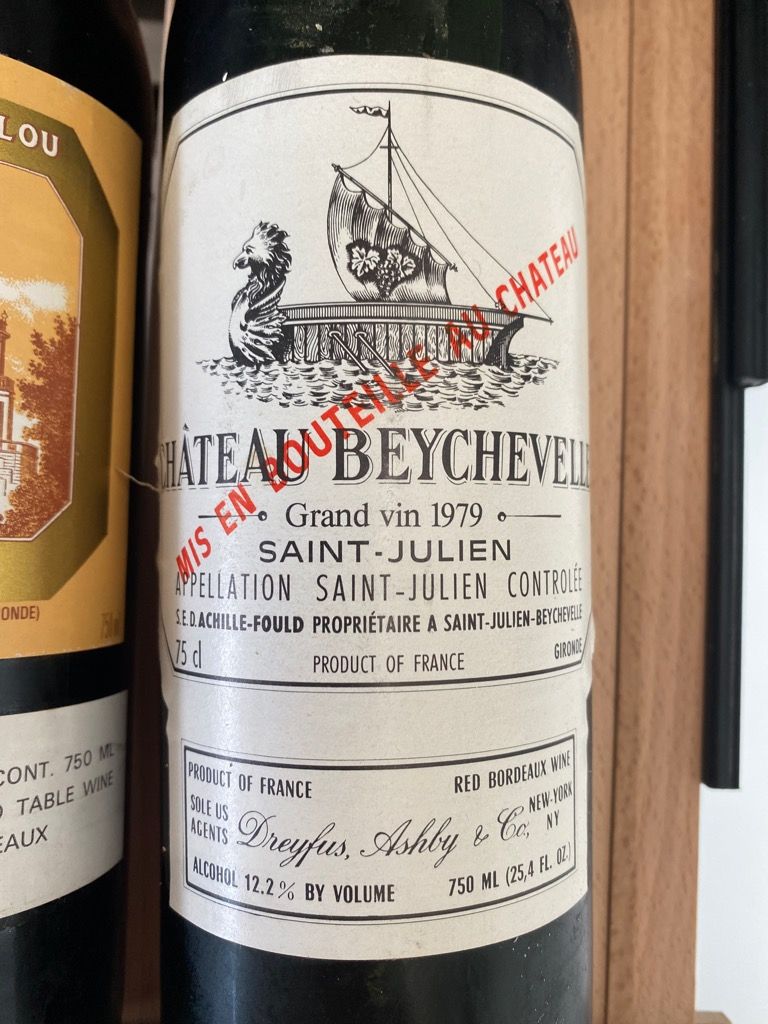 LOU
ONDE)
CONT. 750 ML
TABLE WINE
EAUX
MIS EN BOUTEILLE AU CHATEAU
CHÂTEAU BEYCHEVELLE
Grand vin 1979
SAINT-JULIEN
APPELLATION SAINT-JULIEN CONTROLÉE
S.E.D. ACHILLE-FOULD PROPRIÉTAIRE A SAINT-JULIEN-BEYCHEVELLE
75 cl PRODUCT OF FRANCE GIRONDE
PRODUCT OF FRANCE RED BORDEAUX WINE
SOLE US AGENTS Dreyfus, Ashby & Co, NEW-YORK NY
ALCOHOL 12.2% BY VOLUME 750 ML (25,4 FL. OZ.)